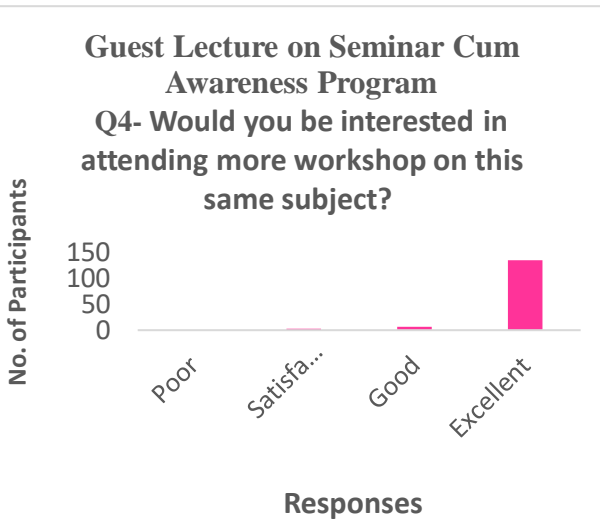 Guest Lecture on Seminar Cum
Awareness Program
Q4- Would you be interested in
attending more workshop on this
same subject?
No. of Participants
150
100
50
0
Poor
Satisfa...
Good
Excellent
Responses